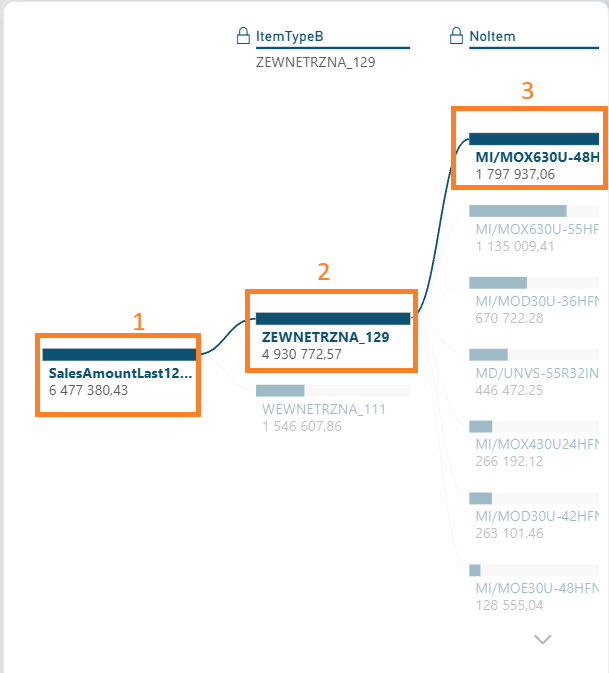 ItemTypeB
ZEWNETRZNA_129
NoItem
1
SalesAmountLast12...
6 477 380,43
2
ZEWNETRZNA_129
4 930 772,57
WEWNETRZNA_111
1 546 607,86
3
MI/MOX630U-48H
1 797 937,06
MI/MOX630U-55HF
1 135 009,41
MI/MOD30U-36HFN
670 722,28
MD/UNVS-55R32IN
446 472,25
MI/MOX430U24HFN
266 192,12
MI/MOD30U-42HFN
263 101,46
MI/MOE30U-48HFN
128 555,04